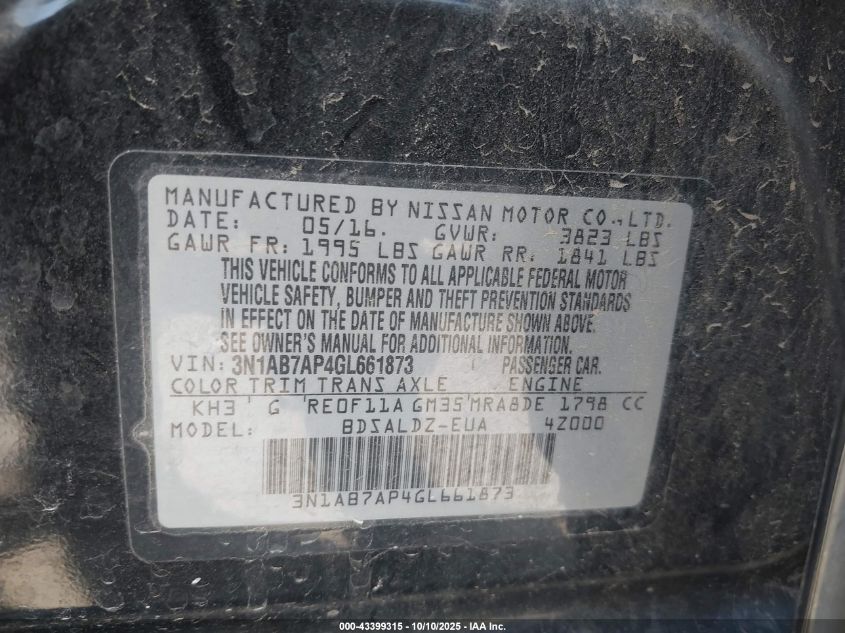 MANUFACTURED BY NISSAN MOTOR CO.,LTD.
DATE: 05/16. GVWR: 3823 LBS
GAWR FR: 1995 LBS GAWR RR: 1841 LBS
THIS VEHICLE CONFORMS TO ALL APPLICABLE FEDERAL MOTOR
VEHICLE SAFETY, BUMPER AND THEFT PREVENTION STANDARDS
IN EFFECT ON THE DATE OF MANUFACTURE SHOWN ABOVE.
SEE OWNER'S MANUAL FOR ADDITIONAL INFORMATION.
VIN: 3N1AB7AP4GL661873 PASSENGER CAR.
COLOR TRIM TRANS AXLE ENGINE
KH3 ' G 'RE0F11A GM35'MRA8DE 1798 CC
MODEL: BDSALDZ-EUA 4Z000
3N1AB7AP4GL661873
000-43399315 - 10/10/2025 - IAA Inc.